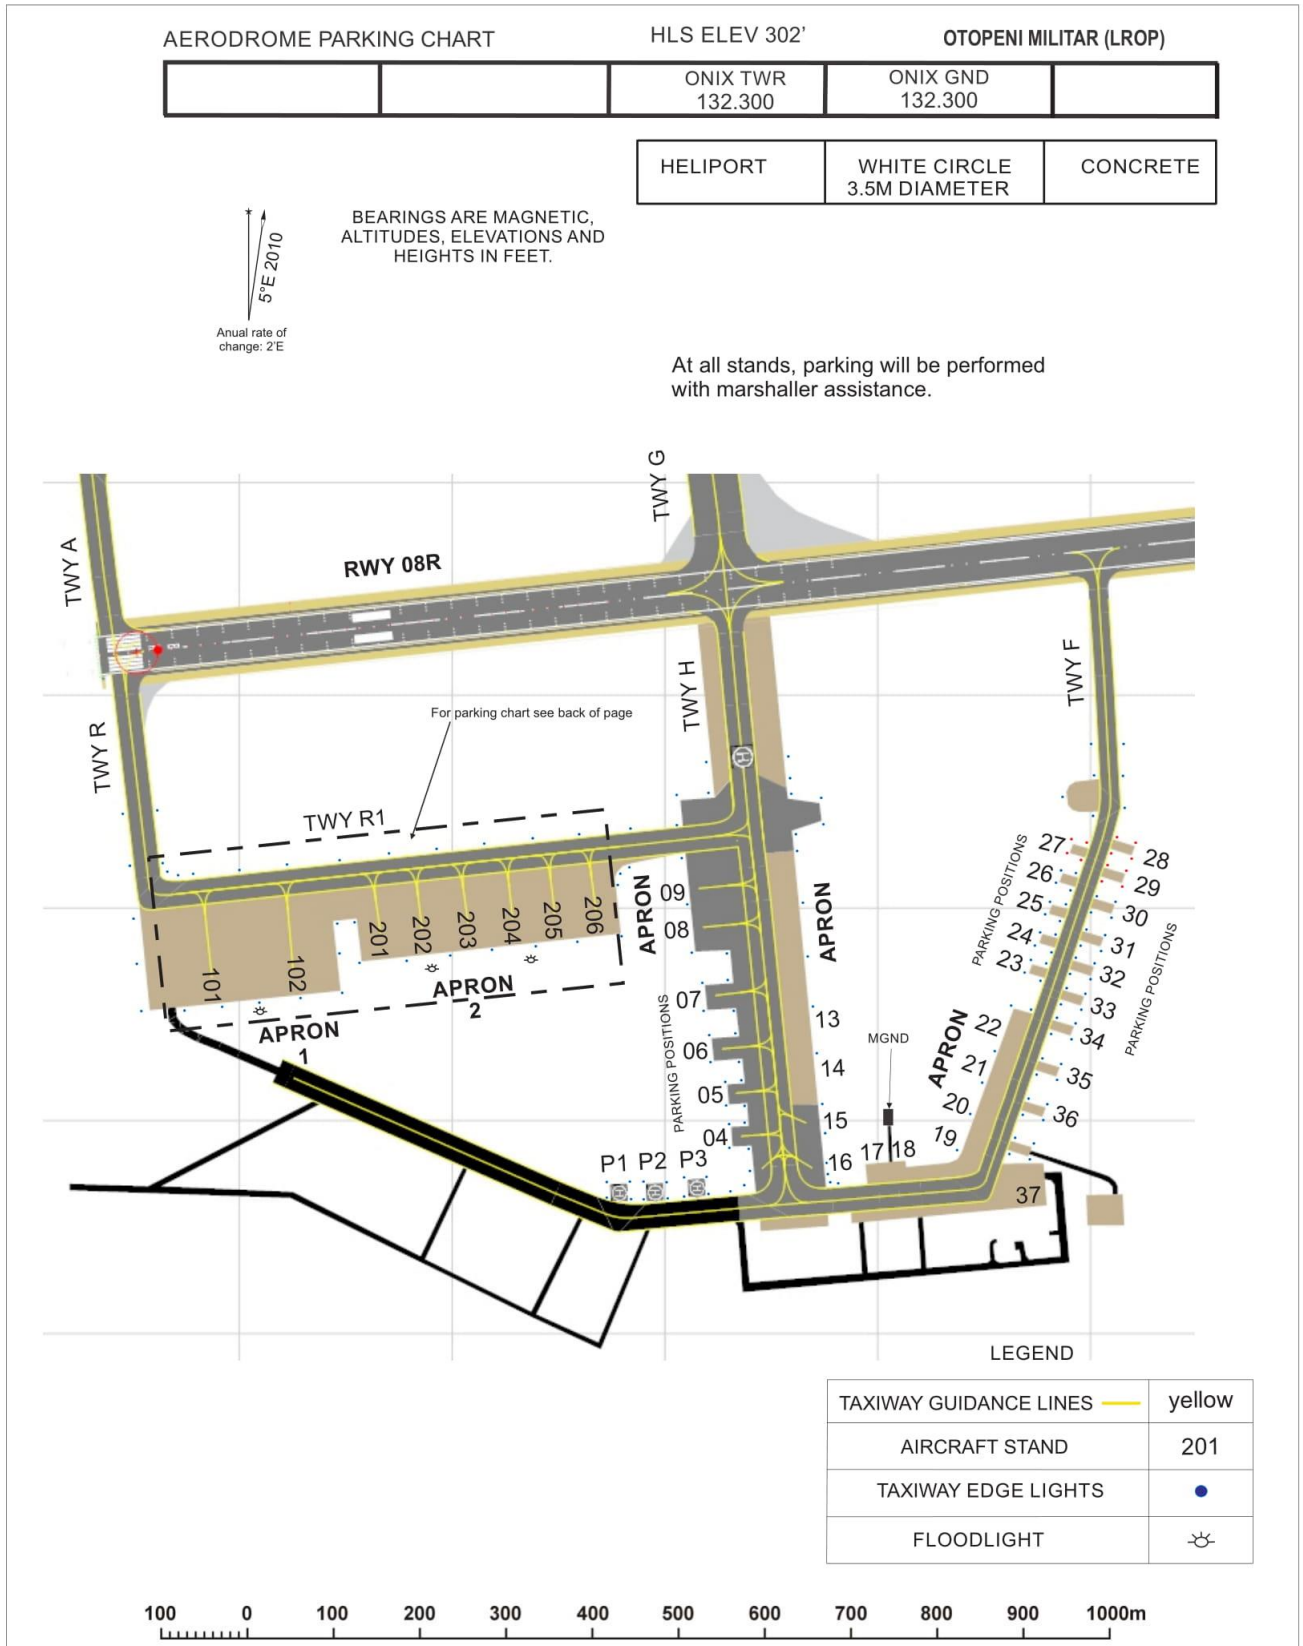 AERODROME PARKING CHART
HLS ELEV 302'
OTOPENI MILITAR (LROP)
ONIX TWR
132.300
ONIX GND
132.300
HELIPORT
WHITE CIRCLE
3.5M DIAMETER
CONCRETE
BEARINGS ARE MAGNETIC,
ALTITUDES, ELEVATIONS AND
HEIGHTS IN FEET.
5°E 2010
Anual rate of
change: 2'E
At all stands, parking will be performed
with marshaller assistance.
TWY G
TWY A
RWY 08R
TWY H
TWY F
TWY R
For parking chart see back of page
H
TWY R1
27
28
26
29
25
30
24
31
23
32
33
34
35
36
22
21
20
19
PARKING POSITIONS
PARKING POSITIONS
APRON
APRON
APRON
09
08
07
06
05
04
PARKING POSITIONS
13
14
15
16
17
18
37
MGND
101
102
201
202
203
204
205
206
APRON
2
APRON
1
P1
P2
P3
H
H
H
LEGEND
TAXIWAY GUIDANCE LINES
yellow
AIRCRAFT STAND
201
TAXIWAY EDGE LIGHTS
FLOODLIGHT
100 0 100 200 300 400 500 600 700 800 900 1000m